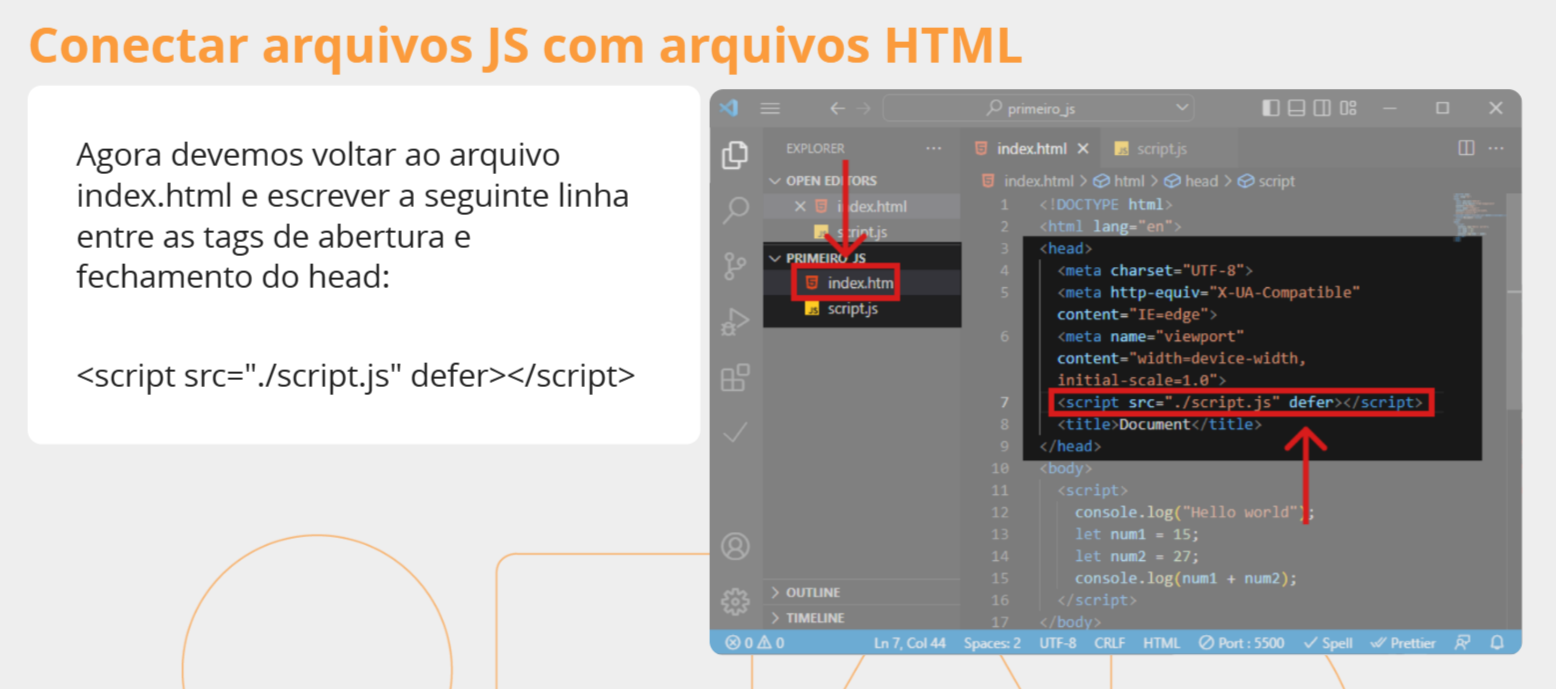 Conectar arquivos JS com arquivos HTML
Agora devemos voltar ao arquivo
index.html e escrever a seguinte linha
entre as tags de abertura e
fechamento do head:
<script src="./script.js" defer></script>
primeiro_js
EXPLORER
OPEN EDITORS
index.html
script.js
PRIMEIRO_JS
index.htm
script.js
OUTLINE
TIMELINE
index.html
script.js
index.html > html > head > script
1 <!DOCTYPE html>
2 <html lang="en">
3 <head>
4 <meta charset="UTF-8">
5 <meta http-equiv="X-UA-Compatible"
content="IE=edge">
6 <meta name="viewport"
content="width=device-width,
initial-scale=1.0">
7 <script src="./script.js" defer></script>
8 <title>Document</title>
9 </head>
10 <body>
11 <script>
12 console.log("Hello world");
13 let num1 = 15;
14 let num2 = 27;
15 console.log(num1 + num2);
16 </script>
17 </body>
0 0 Ln 7, Col 44 Spaces: 2 UTF-8 CRLF HTML Port : 5500 Spell Prettier